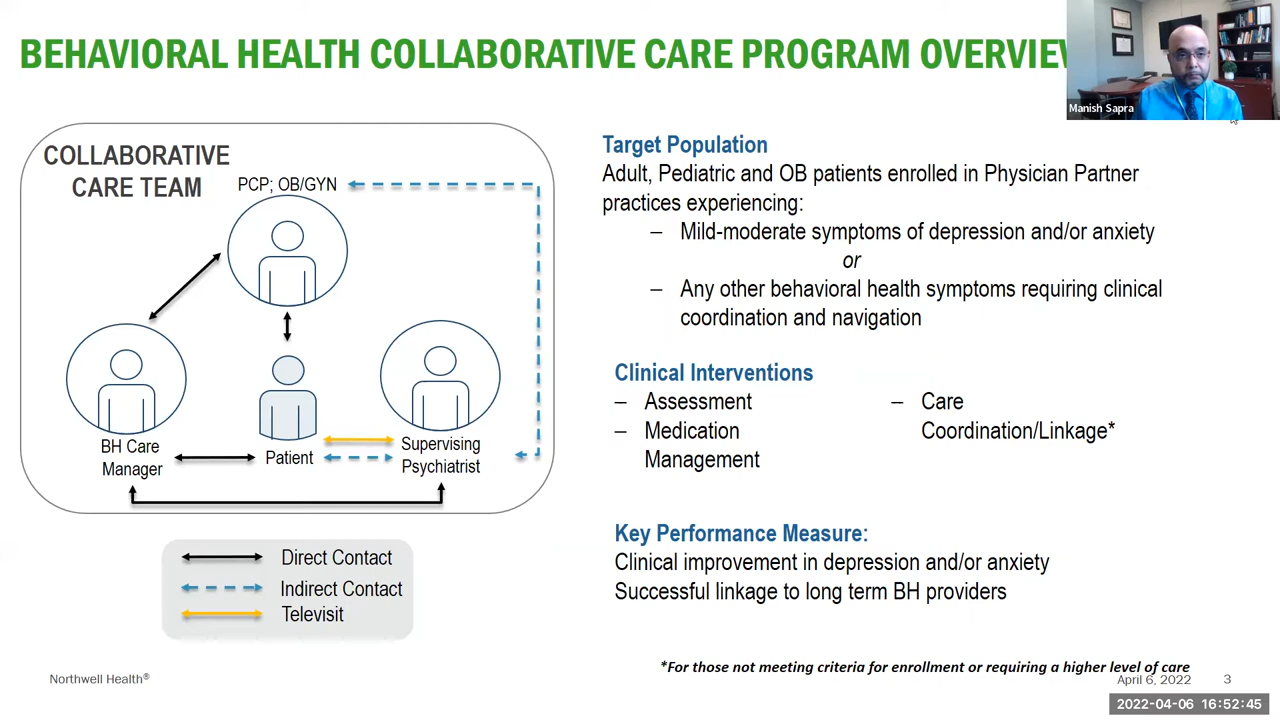 BEHAVIORAL HEALTH COLLABORATIVE CARE PROGRAM OVERVIEW
Manish Sapra
COLLABORATIVE
CARE TEAM
PCP; OB/GYN
BH Care
Manager
Patient
Supervising
Psychiatrist
Direct Contact
Indirect Contact
Televisit
Target Population
Adult, Pediatric and OB patients enrolled in Physician Partner
practices experiencing:
– Mild-moderate symptoms of depression and/or anxiety
or
– Any other behavioral health symptoms requiring clinical
coordination and navigation
Clinical Interventions
– Assessment
– Medication
Management
– Care
Coordination/Linkage*
Key Performance Measure:
Clinical improvement in depression and/or anxiety
Successful linkage to long term BH providers
*For those not meeting criteria for enrollment or requiring a higher level of care
Northwell Health®
April 6, 2022 3
2022-04-06 16:52:45